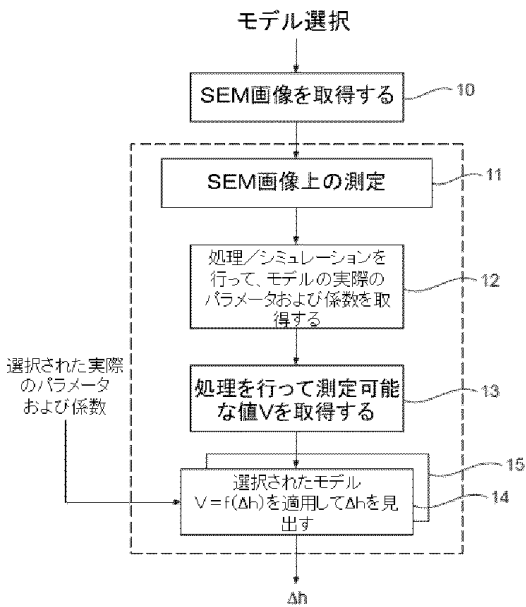 モデル選択
SEM画像を取得する
10
SEM画像上の測定
11
処理／シミュレーションを
行って、モデルの実際の
パラメータおよび係数を取
得する
12
処理を行って測定可能
な値Vを取得する
13
選択された実際
のパラメータ
および係数
15
選択されたモデル
V=f(Δh)を適用してΔhを見
出す
14
Δh